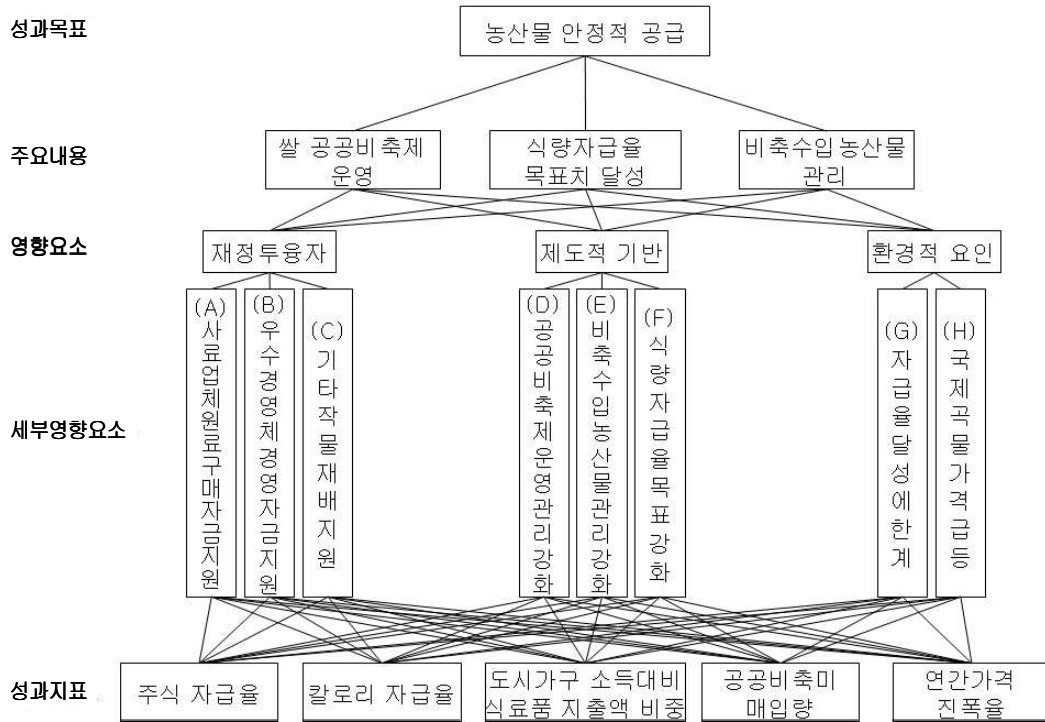 성과목표
농산물 안정적 공급
주요내용
쌀 공공비축제
운영
식량자급율
목표치 달성
비축수입농산물
관리
영향요소
재정투융자
제도적 기반
환경적 요인
세부영향요소
(A)사료업체원료구매자금지원
(B)우수경영체경영자금지원
(C)기타작물재배지원
(D)공공비축제운영관리강화
(E)비축수입농산물관리강화
(F)식량자급율목표강화
(G)자급율달성에한계
(H)국제곡물가격급등
성과지표
주식 자급율
칼로리 자급율
도시가구 소득대비
식료품 지출액 비중
공공비축미
매입량
연간가격
진폭율